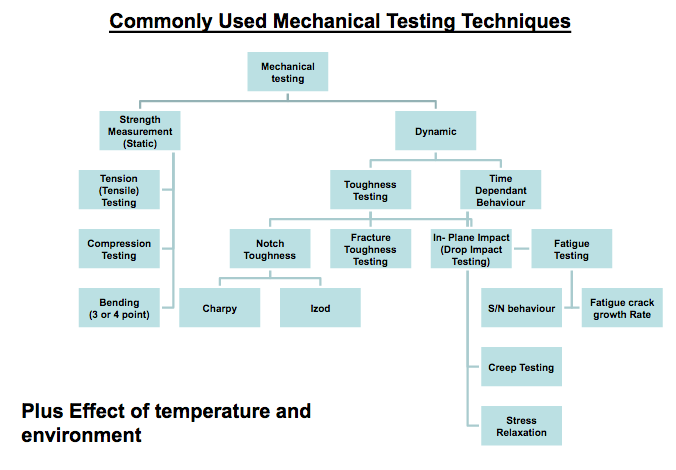 Commonly Used Mechanical Testing Techniques
Mechanical
testing
Strength
Measurement
(Static)
Dynamic
Tension
(Tensile)
Testing
Toughness
Testing
Time
Dependant
Behaviour
Compression
Testing
Notch
Toughness
Fracture
Toughness
Testing
In- Plane Impact
(Drop Impact
Testing)
Fatigue
Testing
Bending
(3 or 4 point)
Charpy
Izod
S/N behaviour
Fatigue crack
growth Rate
Creep Testing
Stress
Relaxation
Plus Effect of temperature and
environment